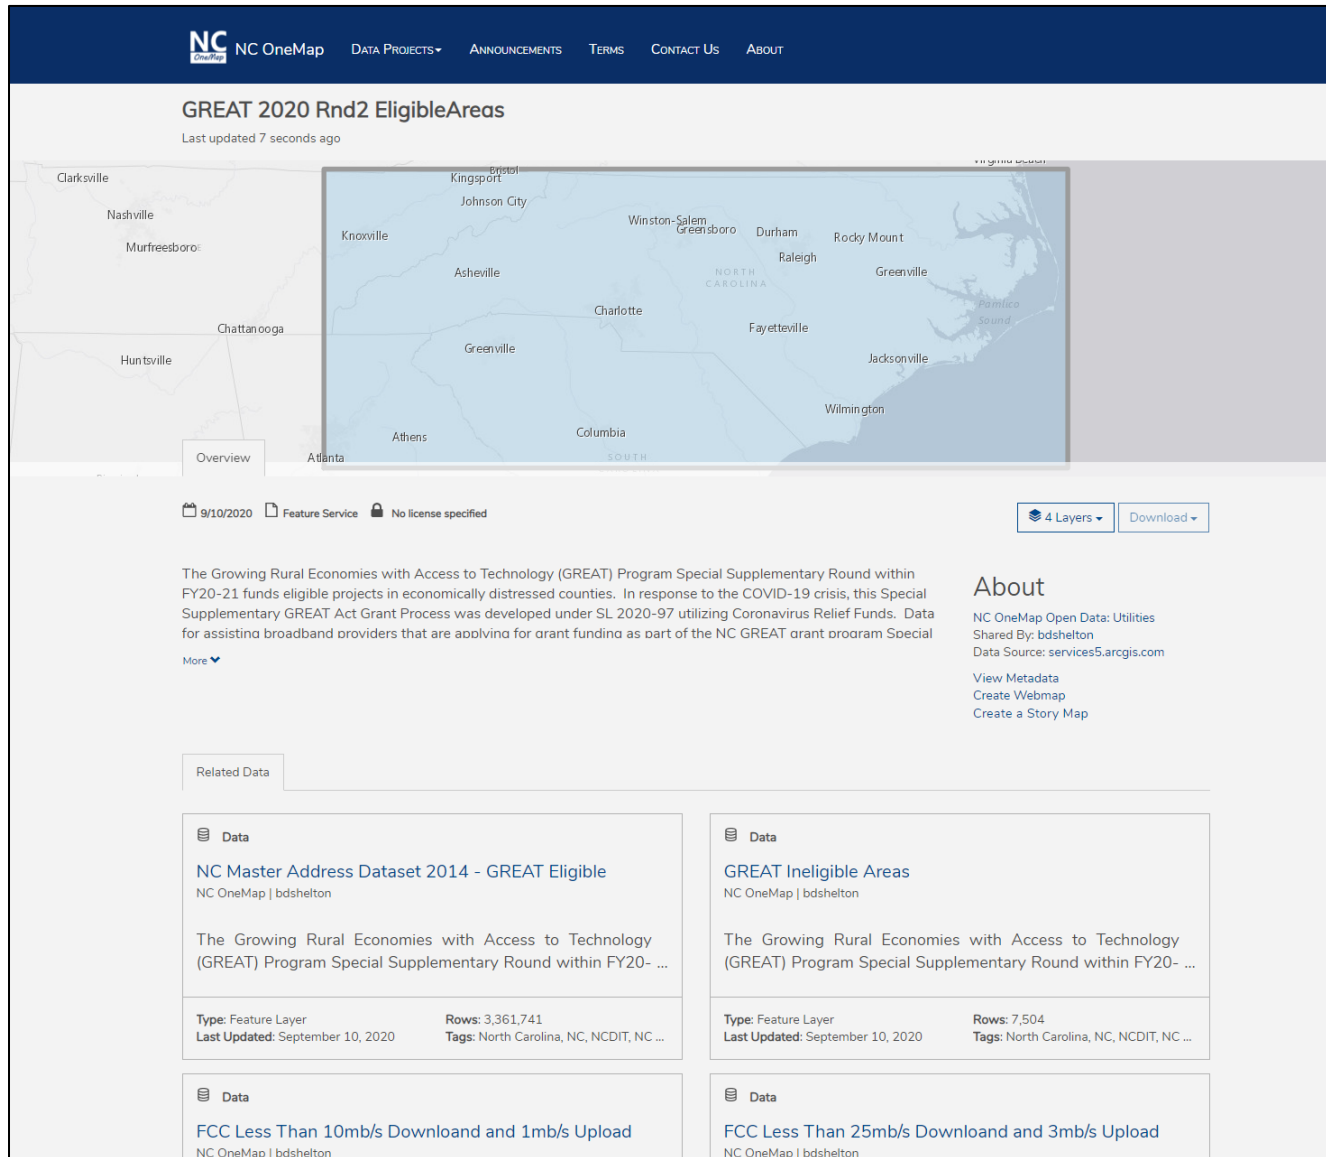 NC
OneMap
NC OneMap DATA PROJECTS ANNOUNCEMENTS TERMS CONTACT US ABOUT
GREAT 2020 Rnd2 EligibleAreas
Last updated 7 seconds ago
Virginia Beach
Clarksville
Bristol
Kingsport
Johnson City
Nashville
Winston-Salem
Greensboro
Durham
Rocky Mount
Knoxville
Murfreesboro
Raleigh
Asheville
NORTH
CAROLINA
Greenville
Pamlico
Sound
Charlotte
Chattanooga
Fayetteville
Greenville
Huntsville
Jacksonville
Wilmington
Athens
Columbia
Overview
Atlanta
SOUTH
9/10/2020 Feature Service No license specified
4 Layers Download
The Growing Rural Economies with Access to Technology (GREAT) Program Special Supplementary Round within
FY20-21 funds eligible projects in economically distressed counties. In response to the COVID-19 crisis, this Special
Supplementary GREAT Act Grant Process was developed under SL 2020-97 utilizing Coronavirus Relief Funds. Data
for assisting broadband providers that are applying for grant funding as part of the NC GREAT grant program Special
More
About
NC OneMap Open Data: Utilities
Shared By: bdshelton
Data Source: services5.arcgis.com
View Metadata
Create Webmap
Create a Story Map
Related Data
Data
NC Master Address Dataset 2014 - GREAT Eligible
NC OneMap | bdshelton
The Growing Rural Economies with Access to Technology
(GREAT) Program Special Supplementary Round within FY20- ...
Type: Feature Layer Rows: 3,361,741
Last Updated: September 10, 2020 Tags: North Carolina, NC, NCDIT, NC ...
Data
GREAT Ineligible Areas
NC OneMap | bdshelton
The Growing Rural Economies with Access to Technology
(GREAT) Program Special Supplementary Round within FY20- ...
Type: Feature Layer Rows: 7,504
Last Updated: September 10, 2020 Tags: North Carolina, NC, NCDIT, NC ...
Data
FCC Less Than 10mb/s Downloand and 1mb/s Upload
NC OneMap | bdshelton
Data
FCC Less Than 25mb/s Downloand and 3mb/s Upload
NC OneMap | bdshelton